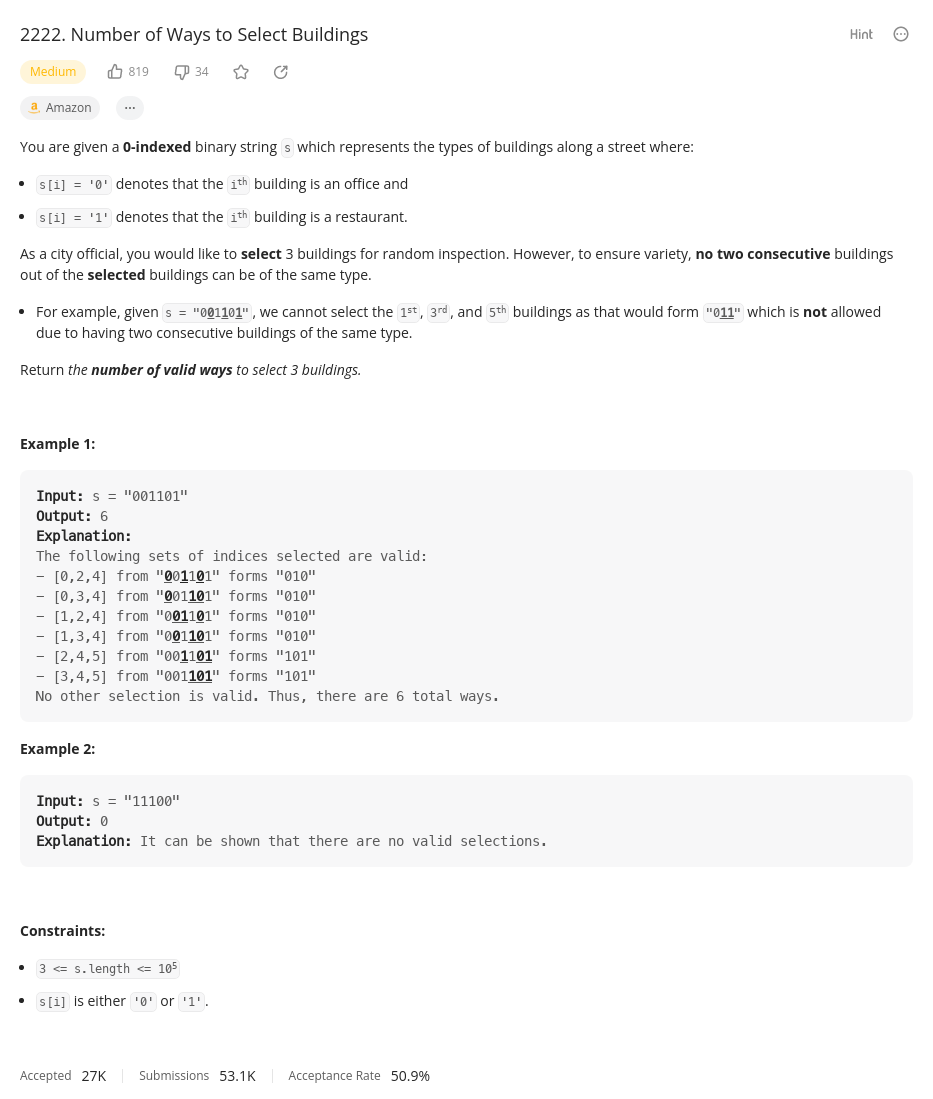 2222. Number of Ways to Select Buildings
Hint
Medium 819 34
a Amazon ...
You are given a 0-indexed binary string s which represents the types of buildings along a street where:
• s[i] = '0' denotes that the ith building is an office and
• s[i] = '1' denotes that the ith building is a restaurant.
As a city official, you would like to select 3 buildings for random inspection. However, to ensure variety, no two consecutive buildings
out of the selected buildings can be of the same type.
• For example, given s = "001101", we cannot select the 1st, 3rd, and 5th buildings as that would form "011" which is not allowed
due to having two consecutive buildings of the same type.
Return the number of valid ways to select 3 buildings.
Example 1:
Input: s = "001101"
Output: 6
Explanation:
The following sets of indices selected are valid:
– [0,2,4] from "001101" forms "010"
– [0,3,4] from "001101" forms "010"
– [1,2,4] from "001101" forms "010"
– [1,3,4] from "001101" forms "010"
– [2,4,5] from "001101" forms "101"
– [3,4,5] from "001101" forms "101"
No other selection is valid. Thus, there are 6 total ways.
Example 2:
Input: s = "11100"
Output: 0
Explanation: It can be shown that there are no valid selections.
Constraints:
• 3 <= s.length <= 10⁵
• s[i] is either '0' or '1'.
Accepted 27K Submissions 53.1K Acceptance Rate 50.9%